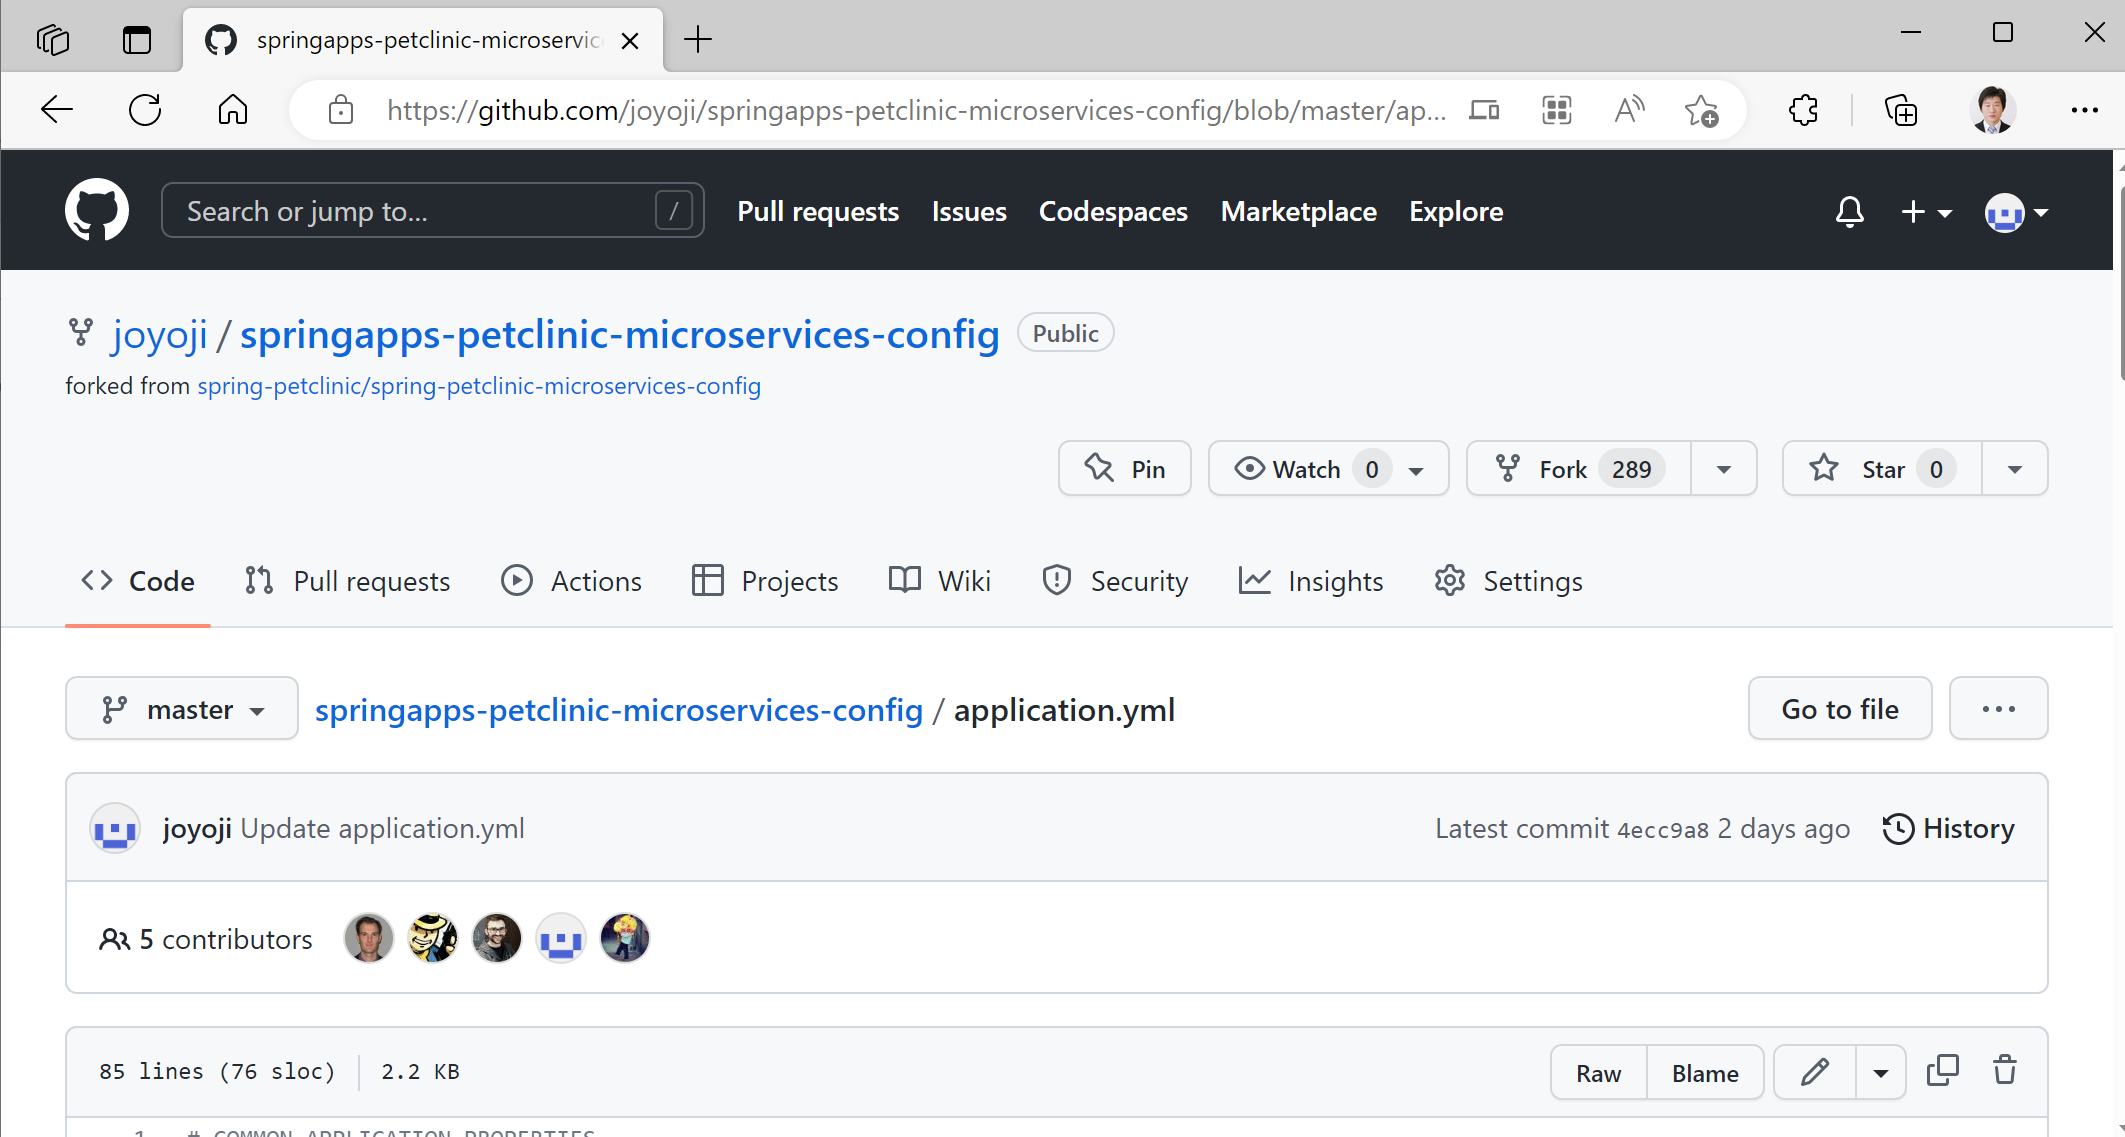 springapps-petclinic-microservic
https://github.com/joyoji/springapps-petclinic-microservices-config/blob/master/ap...
Search or jump to... /
Pull requests Issues Codespaces Marketplace Explore
joyoji / springapps-petclinic-microservices-config Public
forked from spring-petclinic/spring-petclinic-microservices-config
Pin Watch 0 Fork 289 Star 0
Code Pull requests Actions Projects Wiki Security Insights Settings
master springapps-petclinic-microservices-config / application.yml Go to file
joyoji Update application.yml Latest commit 4ecc9a8 2 days ago History
5 contributors
85 lines (76 sloc) 2.2 KB Raw Blame
1 # COMMON APPLICATION PROPERTIES